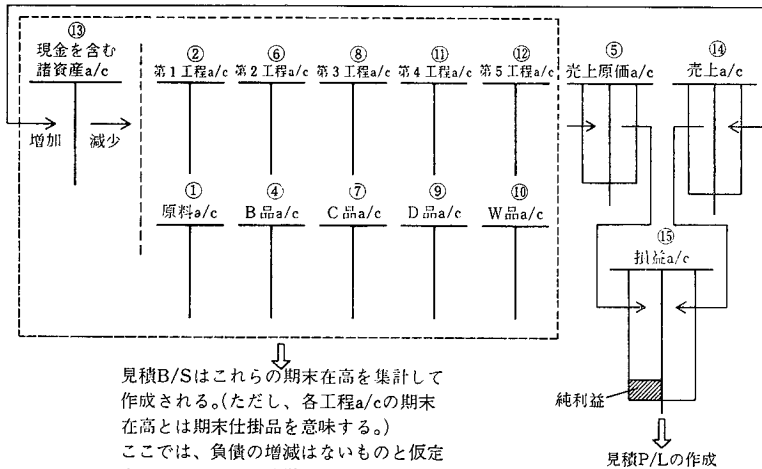 ⑬
現金を含む
諸資産a/c
② ⑥ ⑧ ⑪ ⑫
第1工程a/c 第2工程a/c 第3工程a/c 第4工程a/c 第5工程a/c
⑤ ⑭
売上原価a/c 売上a/c
増加 減少
① ④ ⑦ ⑨ ⑩
原料a/c B品a/c C品a/c D品a/c W品a/c
⑮
損益a/c
純利益
見積P/Lの作成
見積B/Sはこれらの期末在高を集計して
作成される。(ただし、各工程a/cの期末
在高とは期末仕掛品を意味する。)
ここでは、負債の増減はないものと仮定